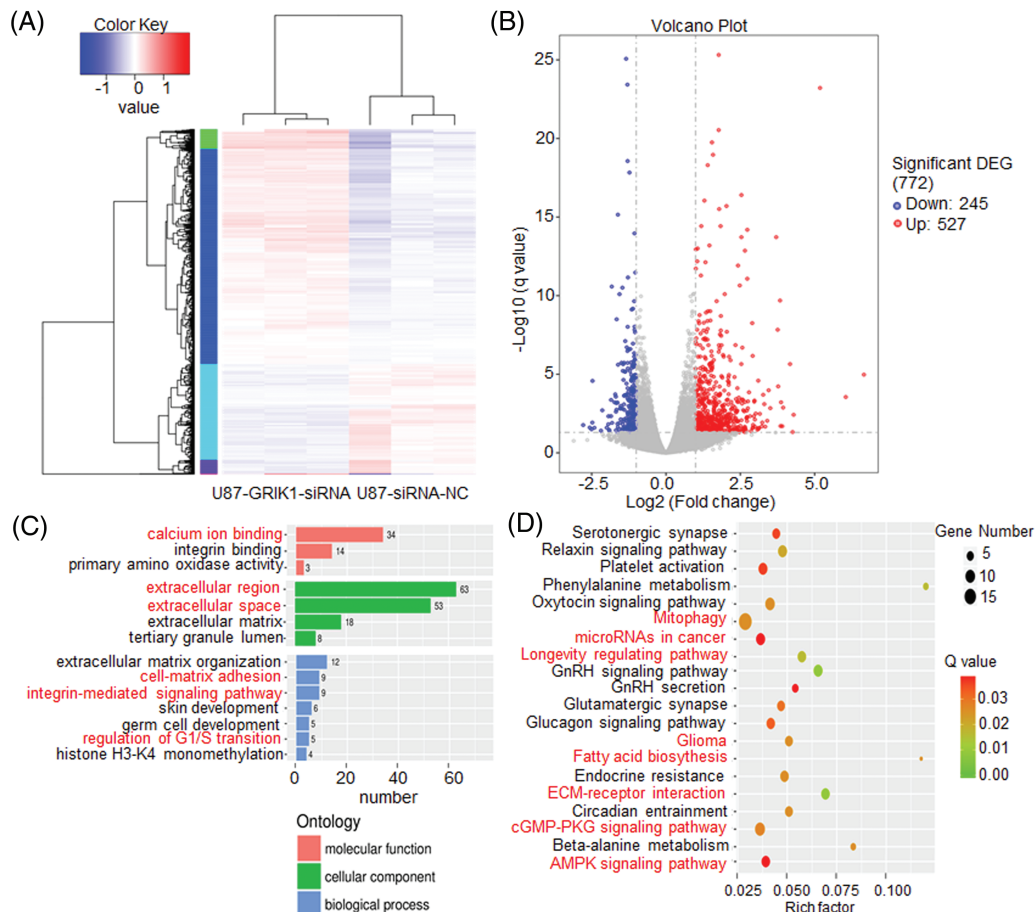 (A)
Color Key
-1 0 1
value
U87-GRIK1-siRNA U87-siRNA-NC
(B)
Volcano Plot
25
20
15
10
5
0
-Log10 (q value)
-2.5 0.0 2.5 5.0
Log2 (Fold change)
Significant DEG
(772)
Down: 245
Up: 527
(C)
calcium ion binding 34
integrin binding 14
primary amino oxidase activity 3
extracellular region 63
extracellular space 53
extracellular matrix 18
tertiary granule lumen 8
extracellular matrix organization 12
cell-matrix adhesion 9
integrin-mediated signaling pathway 9
skin development 6
germ cell development 5
regulation of G1/S transition 5
histone H3-K4 monomethylation 4
0 20 40 60
number
Ontology
molecular function
cellular component
biological process
(D)
Serotonergic synapse
Relaxin signaling pathway
Platelet activation
Phenylalanine metabolism
Oxytocin signaling pathway
Mitophagy
microRNAs in cancer
Longevity regulating pathway
GnRH signaling pathway
GnRH secretion
Glutamatergic synapse
Glucagon signaling pathway
Glioma
Fatty acid biosythesis
Endocrine resistance
ECM-receptor interaction
Circadian entrainment
cGMP-PKG signaling pathway
Beta-alanine metabolism
AMPK signaling pathway
0.025 0.050 0.075 0.100
Rich factor
Gene Number
5
10
15
Q value
0.03
0.02
0.01
0.00